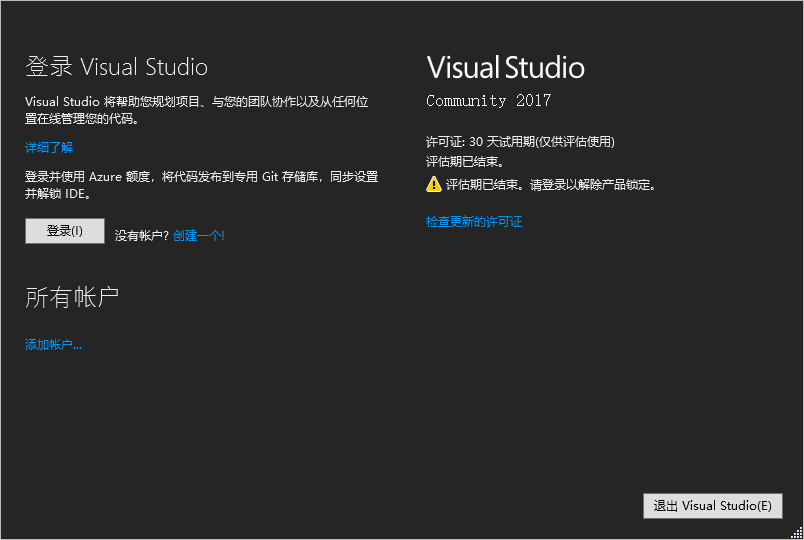 登录 Visual Studio
Visual Studio 将帮助您规划项目、与您的团队协作以及从任何位
置在线管理您的代码。
详细了解
登录并使用 Azure 额度，将代码发布到专用 Git 存储库，同步设置
并解锁 IDE。
登录(I)
没有帐户? 创建一个!
所有帐户
添加帐户...
Visual Studio
Community 2017
许可证: 30 天试用期(仅供评估使用)
评估期已结束。
评估期已结束。请登录以解除产品锁定。
检查更新的许可证
退出 Visual Studio(E)